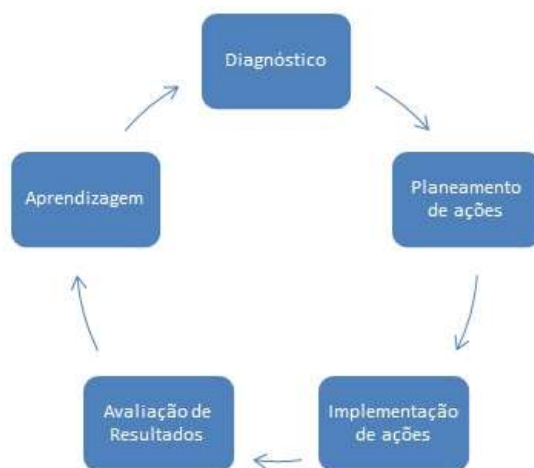 Diagnóstico
Planeamento
de ações
Implementação
de ações
Avaliação de
Resultados
Aprendizagem